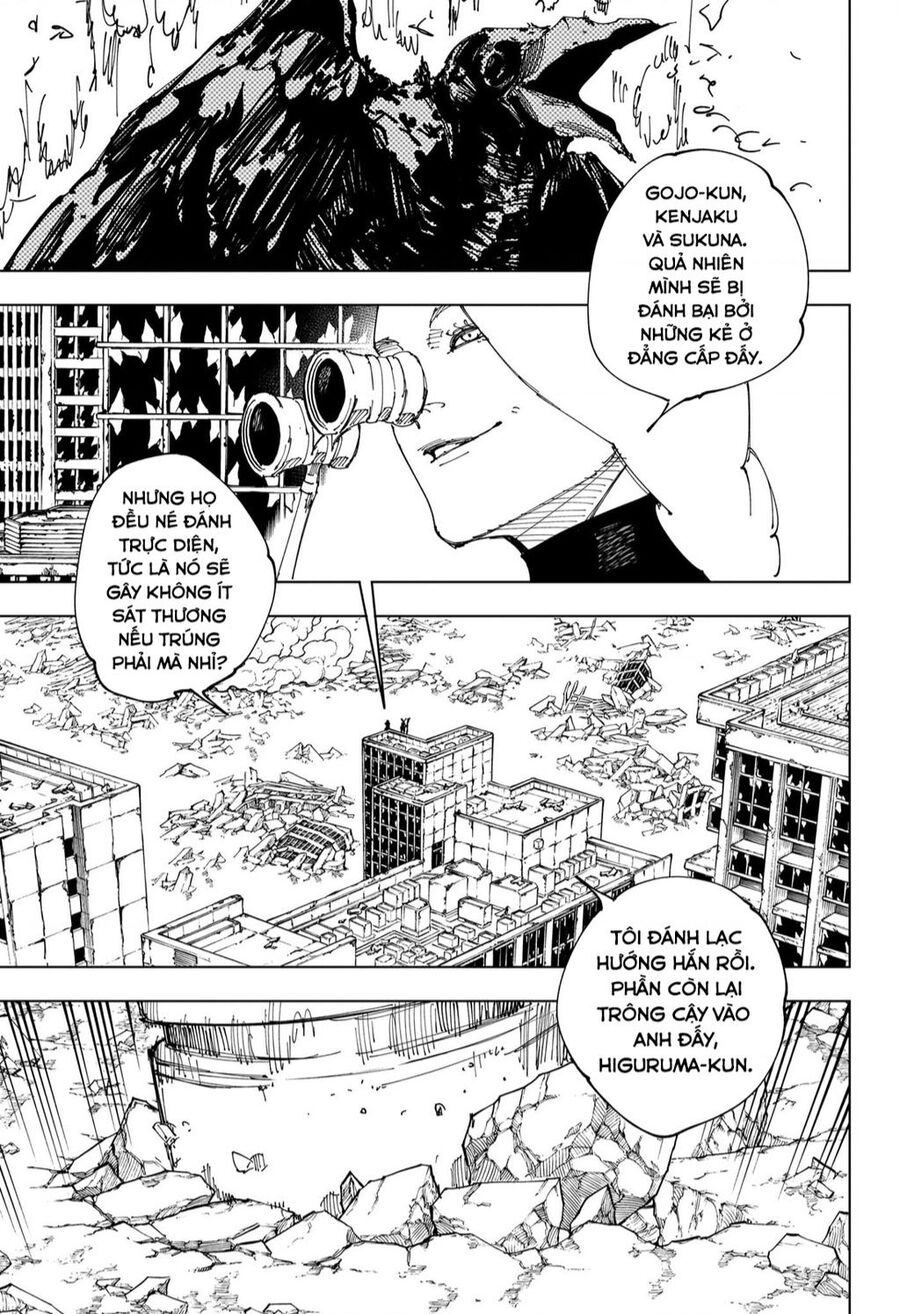 GOJO-KUN,
KENJAKU
VÀ SUKUNA.
QUẢ NHIÊN
MÌNH SẼ BỊ
ĐÁNH BẠI BỞI
NHỮNG KẺ Ở
ĐẲNG CẤP ĐẤY.
NHƯNG HỌ
ĐỀU NÉ ĐÁNH
TRỰC DIỆN,
TỨC LÀ NÓ SẼ
GÂY KHÔNG ÍT
SÁT THƯƠNG
NẾU TRÚNG
PHẢI MÀ NHỈ?
TÔI ĐÁNH LẠC
HƯỚNG HẮN RỒI.
PHẦN CÒN LẠI
TRÔNG CẬY VÀO
ANH ĐẤY,
HIGURUMA-KUN.